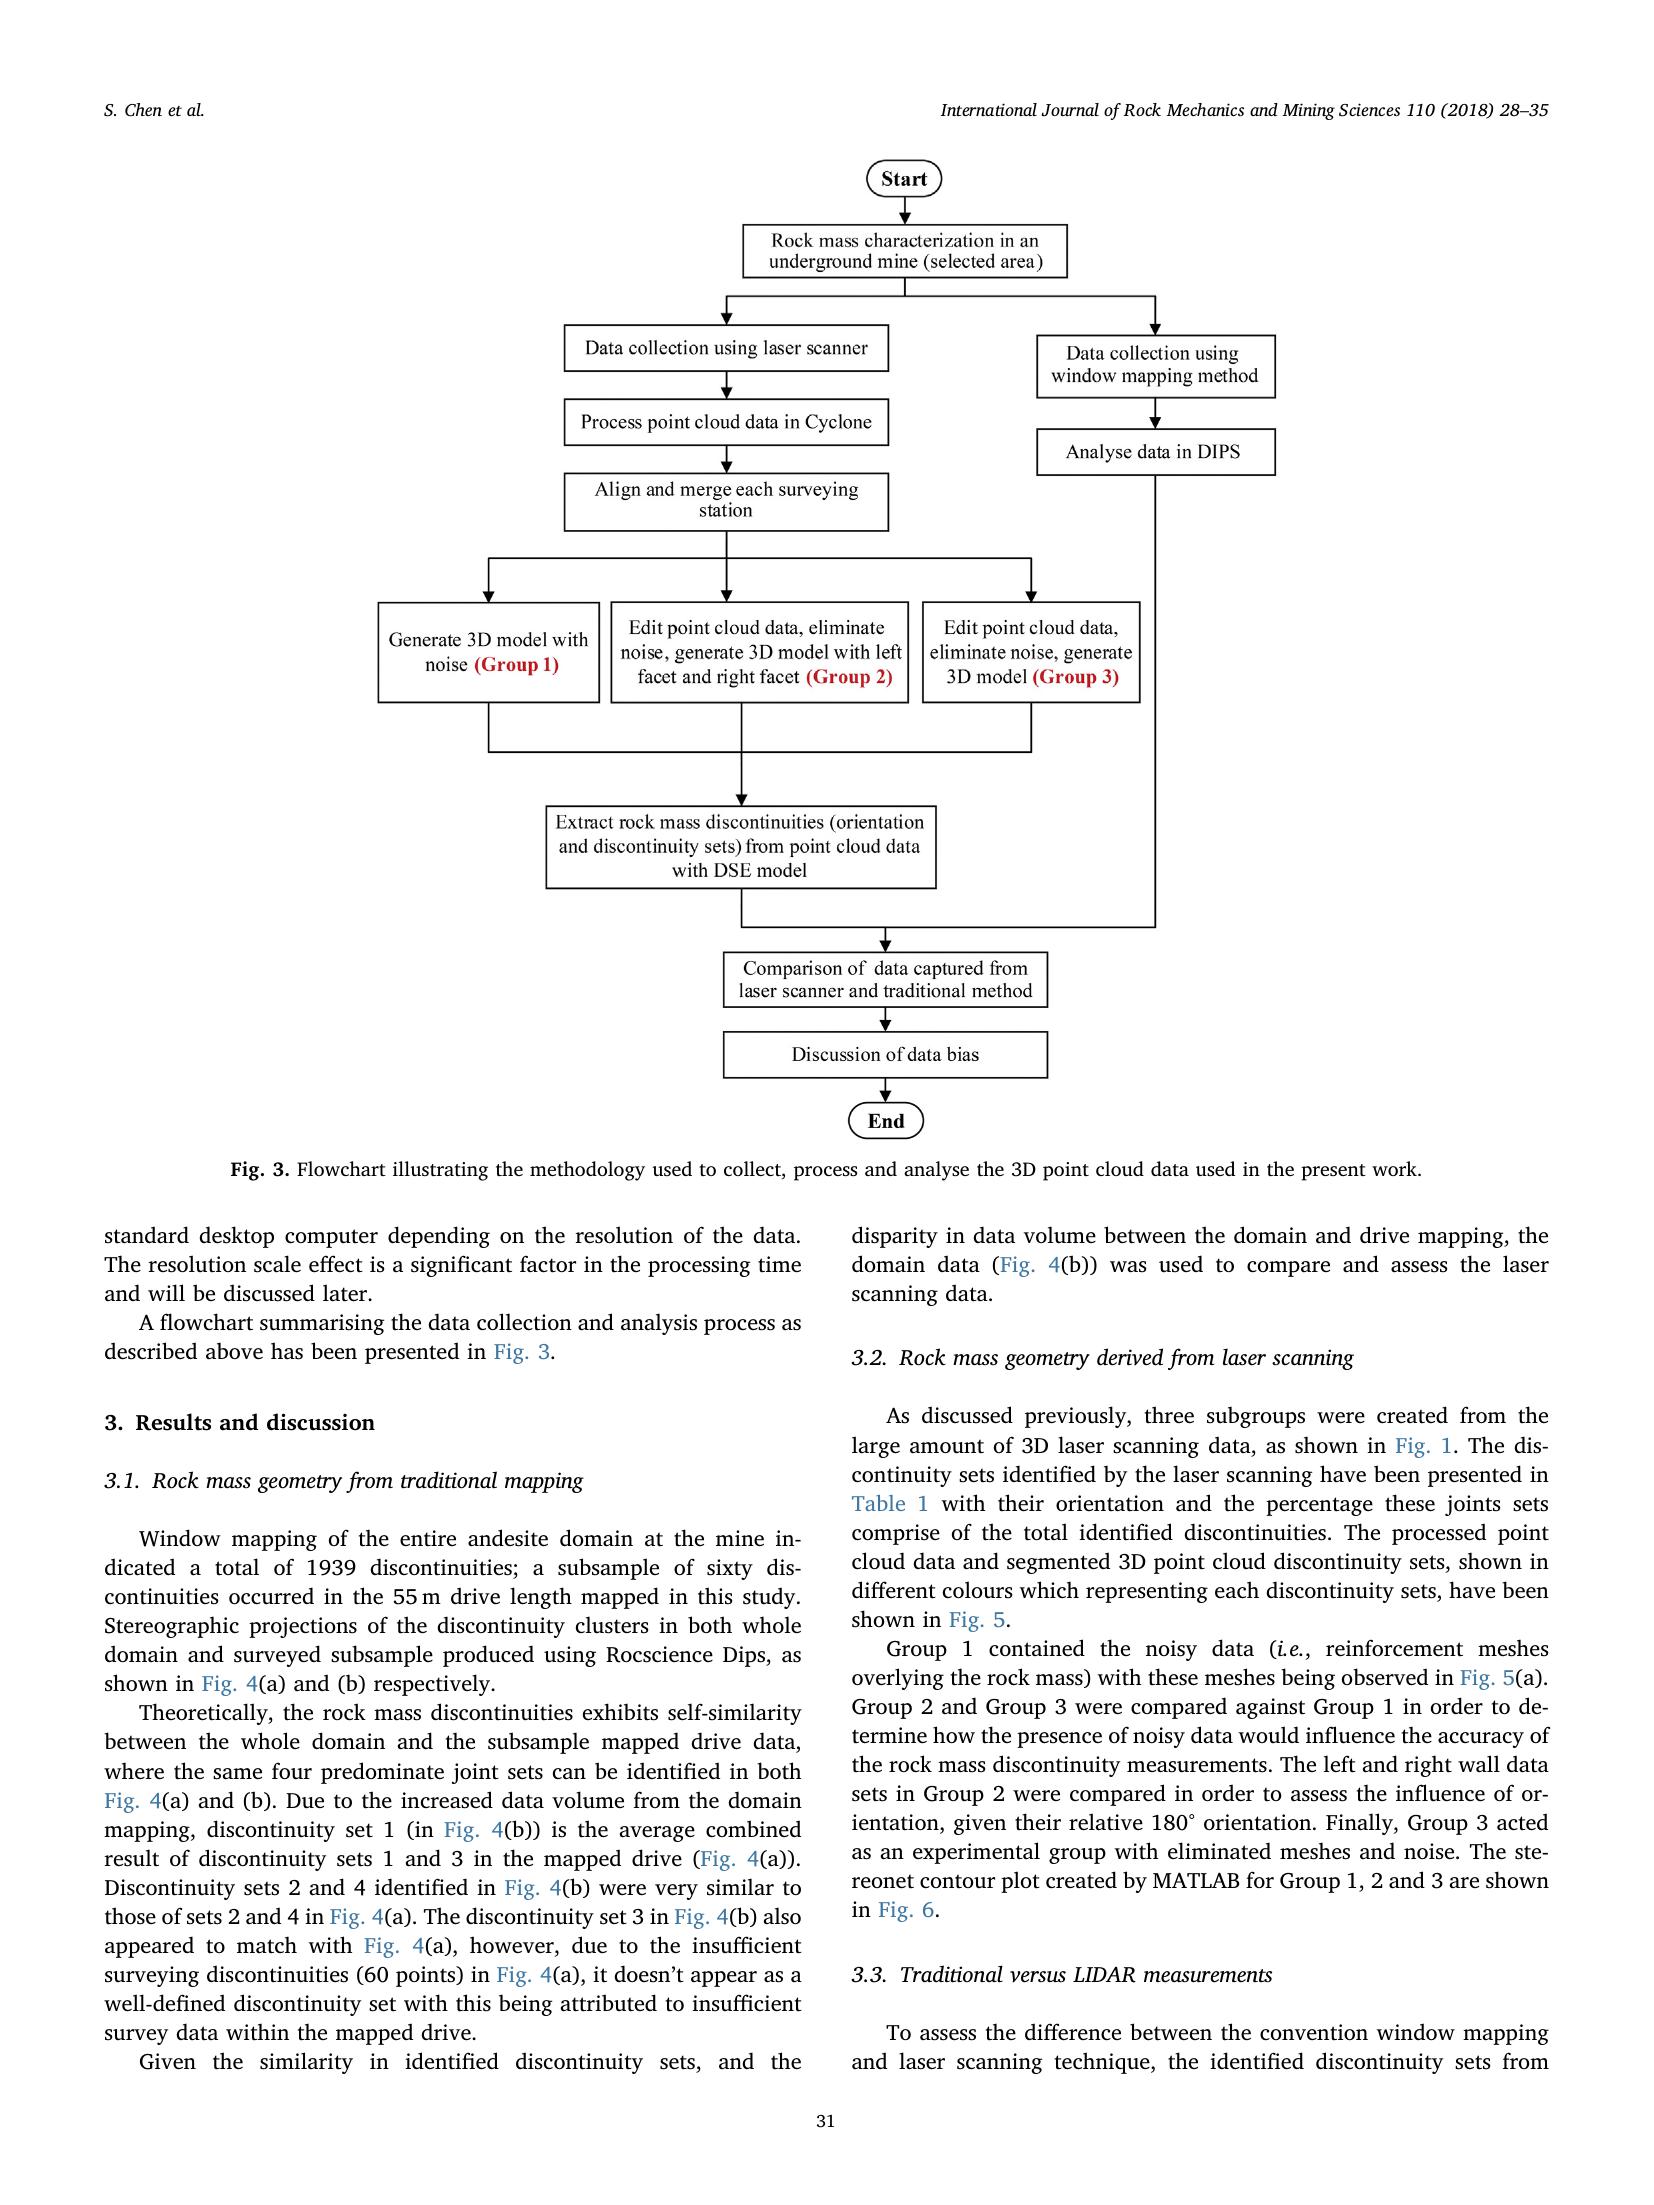 S. Chen et al.
International Journal of Rock Mechanics and Mining Sciences 110 (2018) 28–35
Start
Rock mass characterization in an
underground mine (selected area)
Data collection using laser scanner
Data collection using
window mapping method
Process point cloud data in Cyclone
Analyse data in DIPS
Align and merge each surveying
station
Generate 3D model with
noise (Group 1)
Edit point cloud data, eliminate
noise, generate 3D model with left
facet and right facet (Group 2)
Edit point cloud data,
eliminate noise, generate
3D model (Group 3)
Extract rock mass discontinuities (orientation
and discontinuity sets) from point cloud data
with DSE model
Comparison of data captured from
laser scanner and traditional method
Discussion of data bias
End
Fig. 3. Flowchart illustrating the methodology used to collect, process and analyse the 3D point cloud data used in the present work.
standard desktop computer depending on the resolution of the data.
The resolution scale effect is a significant factor in the processing time
and will be discussed later.
A flowchart summarising the data collection and analysis process as
described above has been presented in Fig. 3.
3. Results and discussion
3.1. Rock mass geometry from traditional mapping
Window mapping of the entire andesite domain at the mine in-
dicated a total of 1939 discontinuities; a subsample of sixty dis-
continuities occurred in the 55 m drive length mapped in this study.
Stereographic projections of the discontinuity clusters in both whole
domain and surveyed subsample produced using Rocscience Dips, as
shown in Fig. 4(a) and (b) respectively.
Theoretically, the rock mass discontinuities exhibits self-similarity
between the whole domain and the subsample mapped drive data,
where the same four predominate joint sets can be identified in both
Fig. 4(a) and (b). Due to the increased data volume from the domain
mapping, discontinuity set 1 (in Fig. 4(b)) is the average combined
result of discontinuity sets 1 and 3 in the mapped drive (Fig. 4(a)).
Discontinuity sets 2 and 4 identified in Fig. 4(b) were very similar to
those of sets 2 and 4 in Fig. 4(a). The discontinuity set 3 in Fig. 4(b) also
appeared to match with Fig. 4(a), however, due to the insufficient
surveying discontinuities (60 points) in Fig. 4(a), it doesn't appear as a
well-defined discontinuity set with this being attributed to insufficient
survey data within the mapped drive.
Given the similarity in identified discontinuity sets, and the
disparity in data volume between the domain and drive mapping, the
domain data (Fig. 4(b)) was used to compare and assess the laser
scanning data.
3.2. Rock mass geometry derived from laser scanning
As discussed previously, three subgroups were created from the
large amount of 3D laser scanning data, as shown in Fig. 1. The dis-
continuity sets identified by the laser scanning have been presented in
Table 1 with their orientation and the percentage these joints sets
comprise of the total identified discontinuities. The processed point
cloud data and segmented 3D point cloud discontinuity sets, shown in
different colours which representing each discontinuity sets, have been
shown in Fig. 5.
Group 1 contained the noisy data (i.e., reinforcement meshes
overlying the rock mass) with these meshes being observed in Fig. 5(a).
Group 2 and Group 3 were compared against Group 1 in order to de-
termine how the presence of noisy data would influence the accuracy of
the rock mass discontinuity measurements. The left and right wall data
sets in Group 2 were compared in order to assess the influence of or-
ientation, given their relative 180° orientation. Finally, Group 3 acted
as an experimental group with eliminated meshes and noise. The ste-
reonet contour plot created by MATLAB for Group 1, 2 and 3 are shown
in Fig. 6.
3.3. Traditional versus LIDAR measurements
To assess the difference between the convention window mapping
and laser scanning technique, the identified discontinuity sets from
31